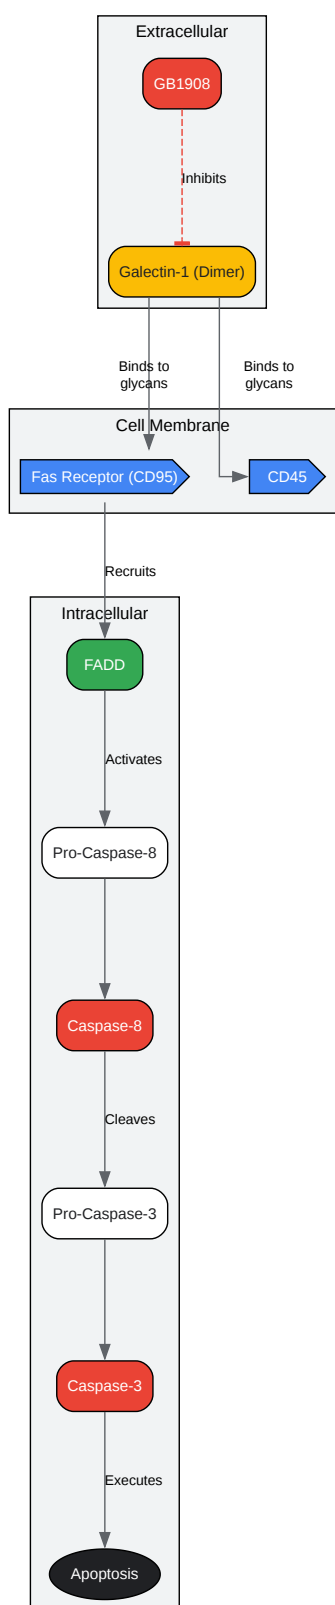 Extracellular
GB1908
Inhibits
Galectin-1 (Dimer)
Binds to
glycans
Binds to
glycans
Cell Membrane
Fas Receptor (CD95)
CD45
Recruits
Intracellular
FADD
Activates
Pro-Caspase-8
Caspase-8
Cleaves
Pro-Caspase-3
Caspase-3
Executes
Apoptosis